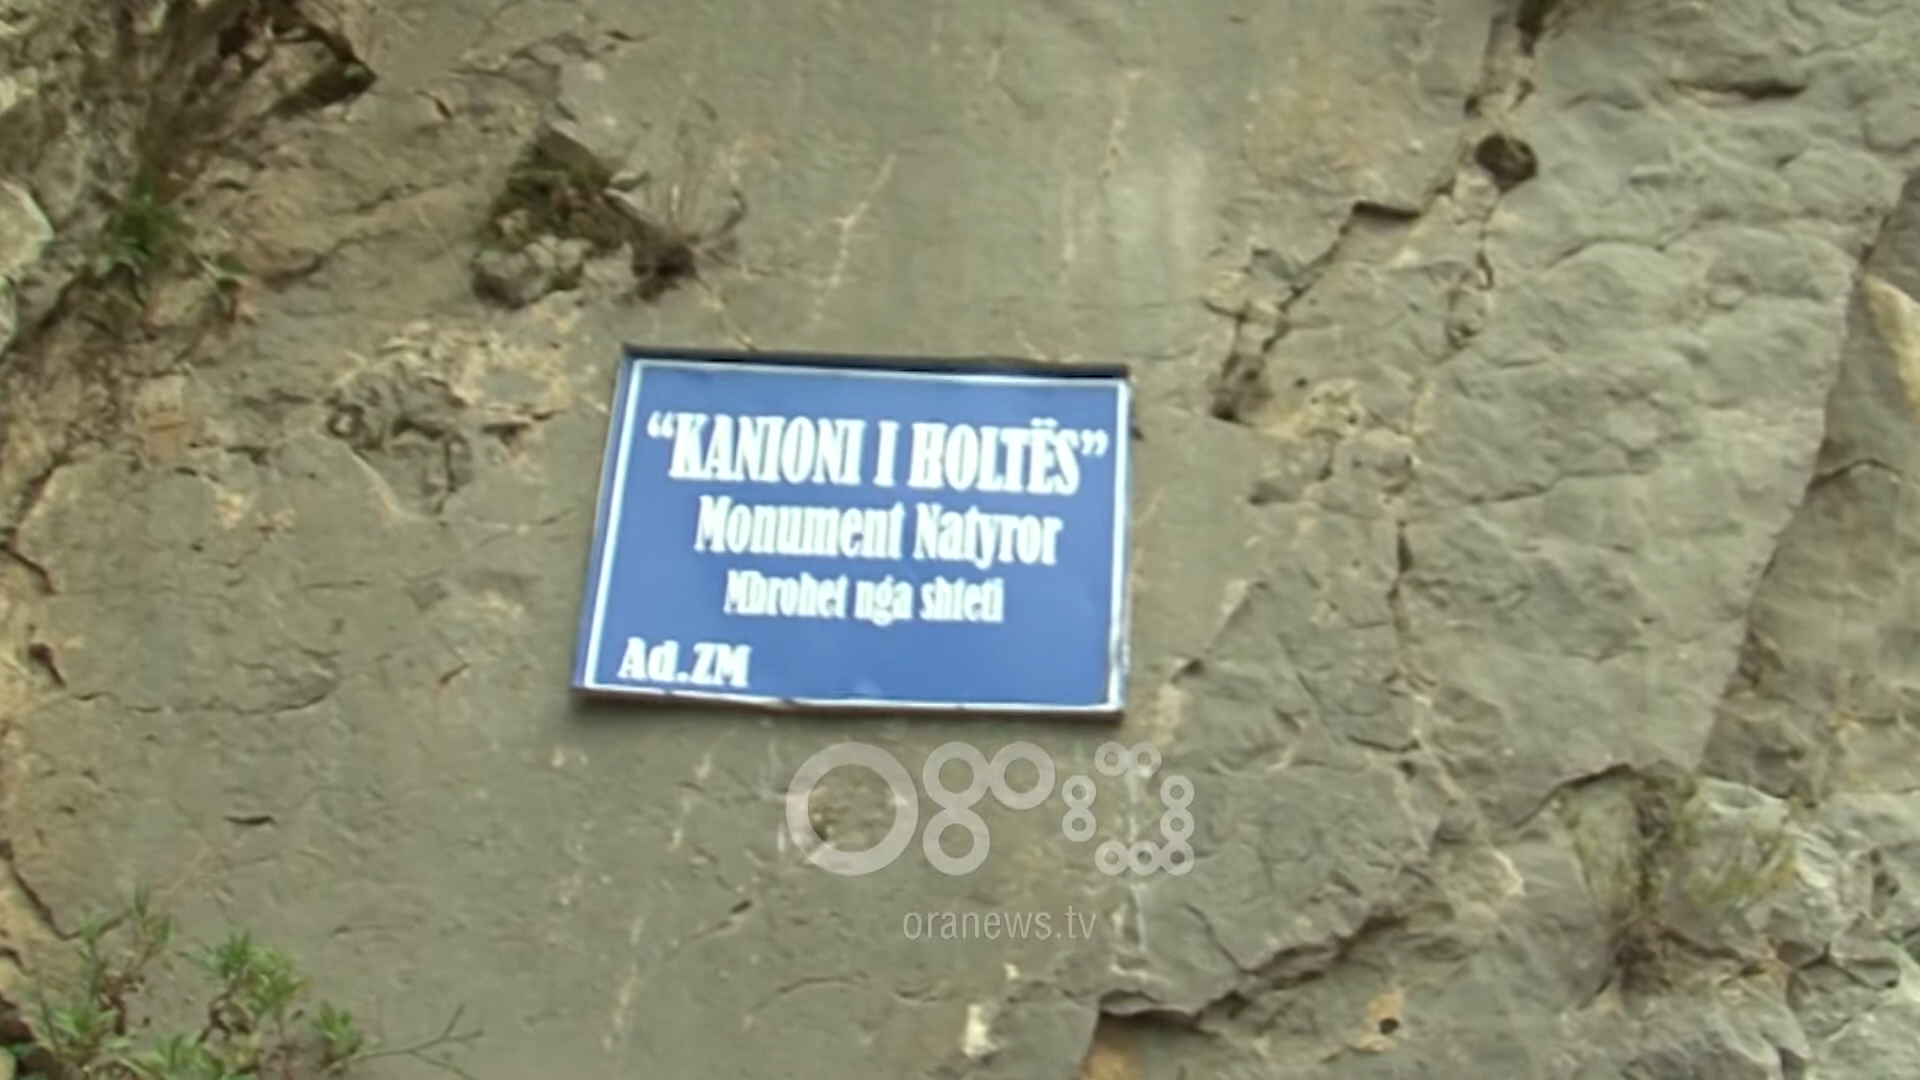 “KANIONI I HOLTËS”
Monument Natyror
Mbrohet nga shteti
Ad.ZM
oranews.tv